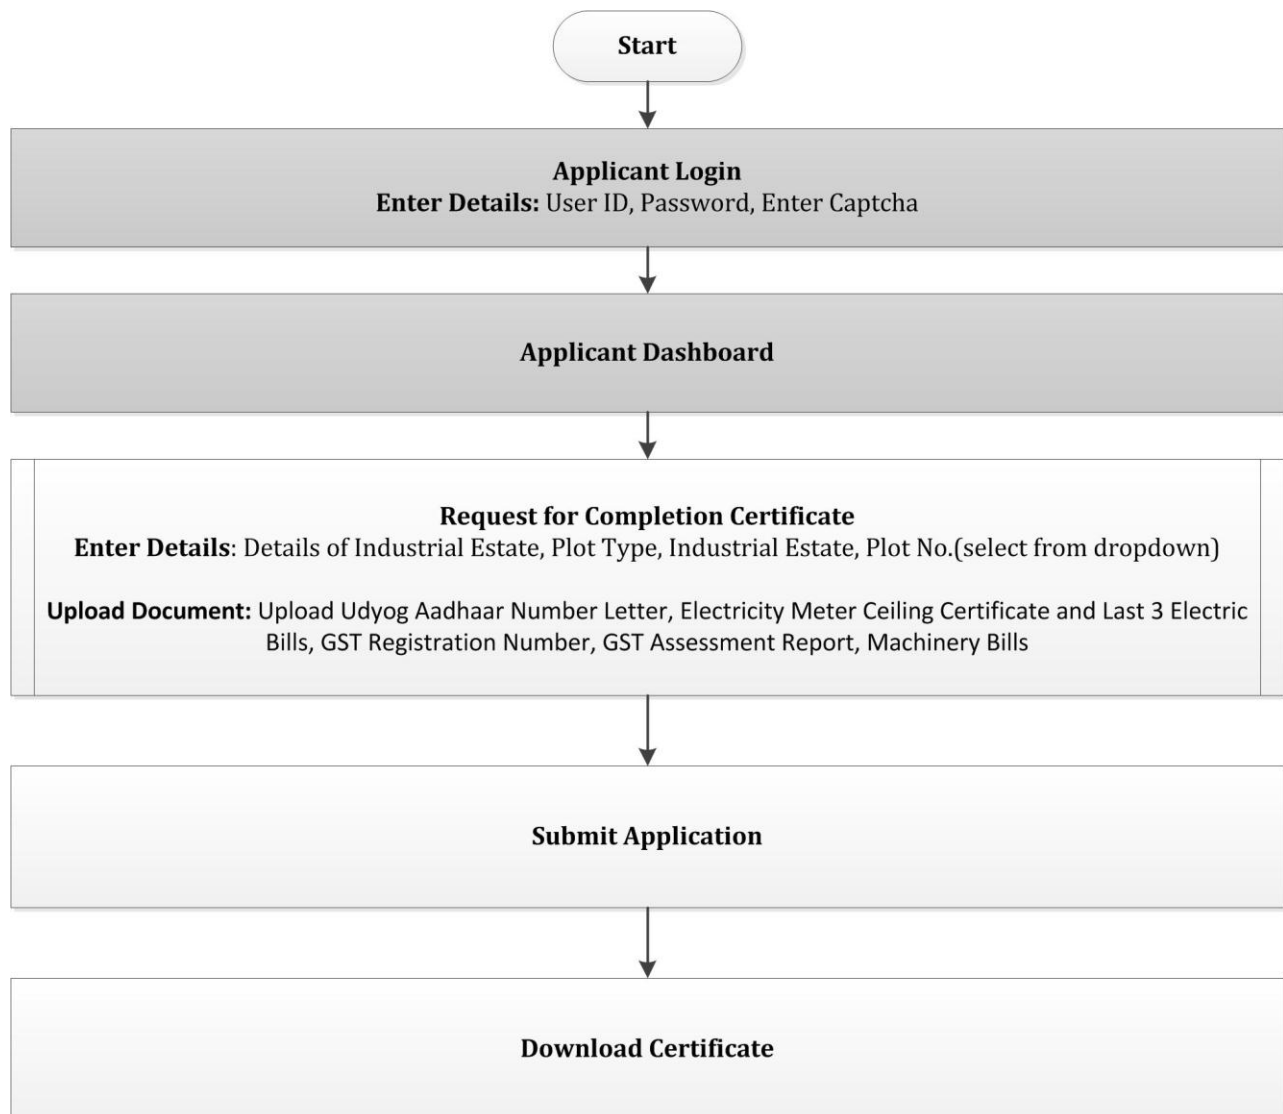 Start
Applicant Login
Enter Details: User ID, Password, Enter Captcha
Applicant Dashboard
Request for Completion Certificate
Enter Details: Details of Industrial Estate, Plot Type, Industrial Estate, Plot No.(select from dropdown)
Upload Document: Upload Udyog Aadhaar Number Letter, Electricity Meter Ceiling Certificate and Last 3 Electric
Bills, GST Registration Number, GST Assessment Report, Machinery Bills
Submit Application
Download Certificate